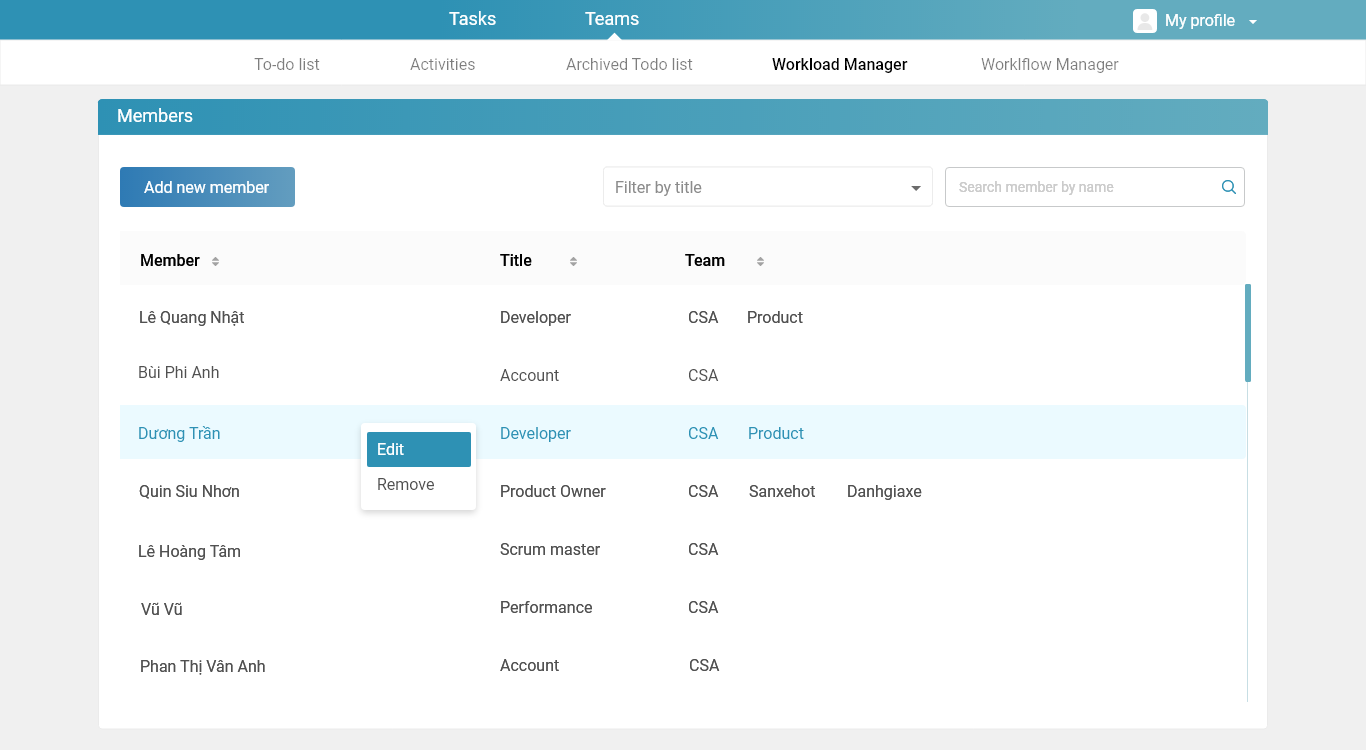 Tasks Teams My profile
To-do list Activities Archived Todo list Workload Manager Worklflow Manager
Members
Add new member Filter by title Search member by name
Member Title Team
Lê Quang Nhật Developer CSA Product
Bùi Phi Anh Account CSA
Dương Trần Developer CSA Product
Edit
Remove
Quin Siu Nhơn Product Owner CSA Sanxehot Danhgiaxe
Lê Hoàng Tâm Scrum master CSA
Vũ Vũ Performance CSA
Phan Thị Vân Anh Account CSA